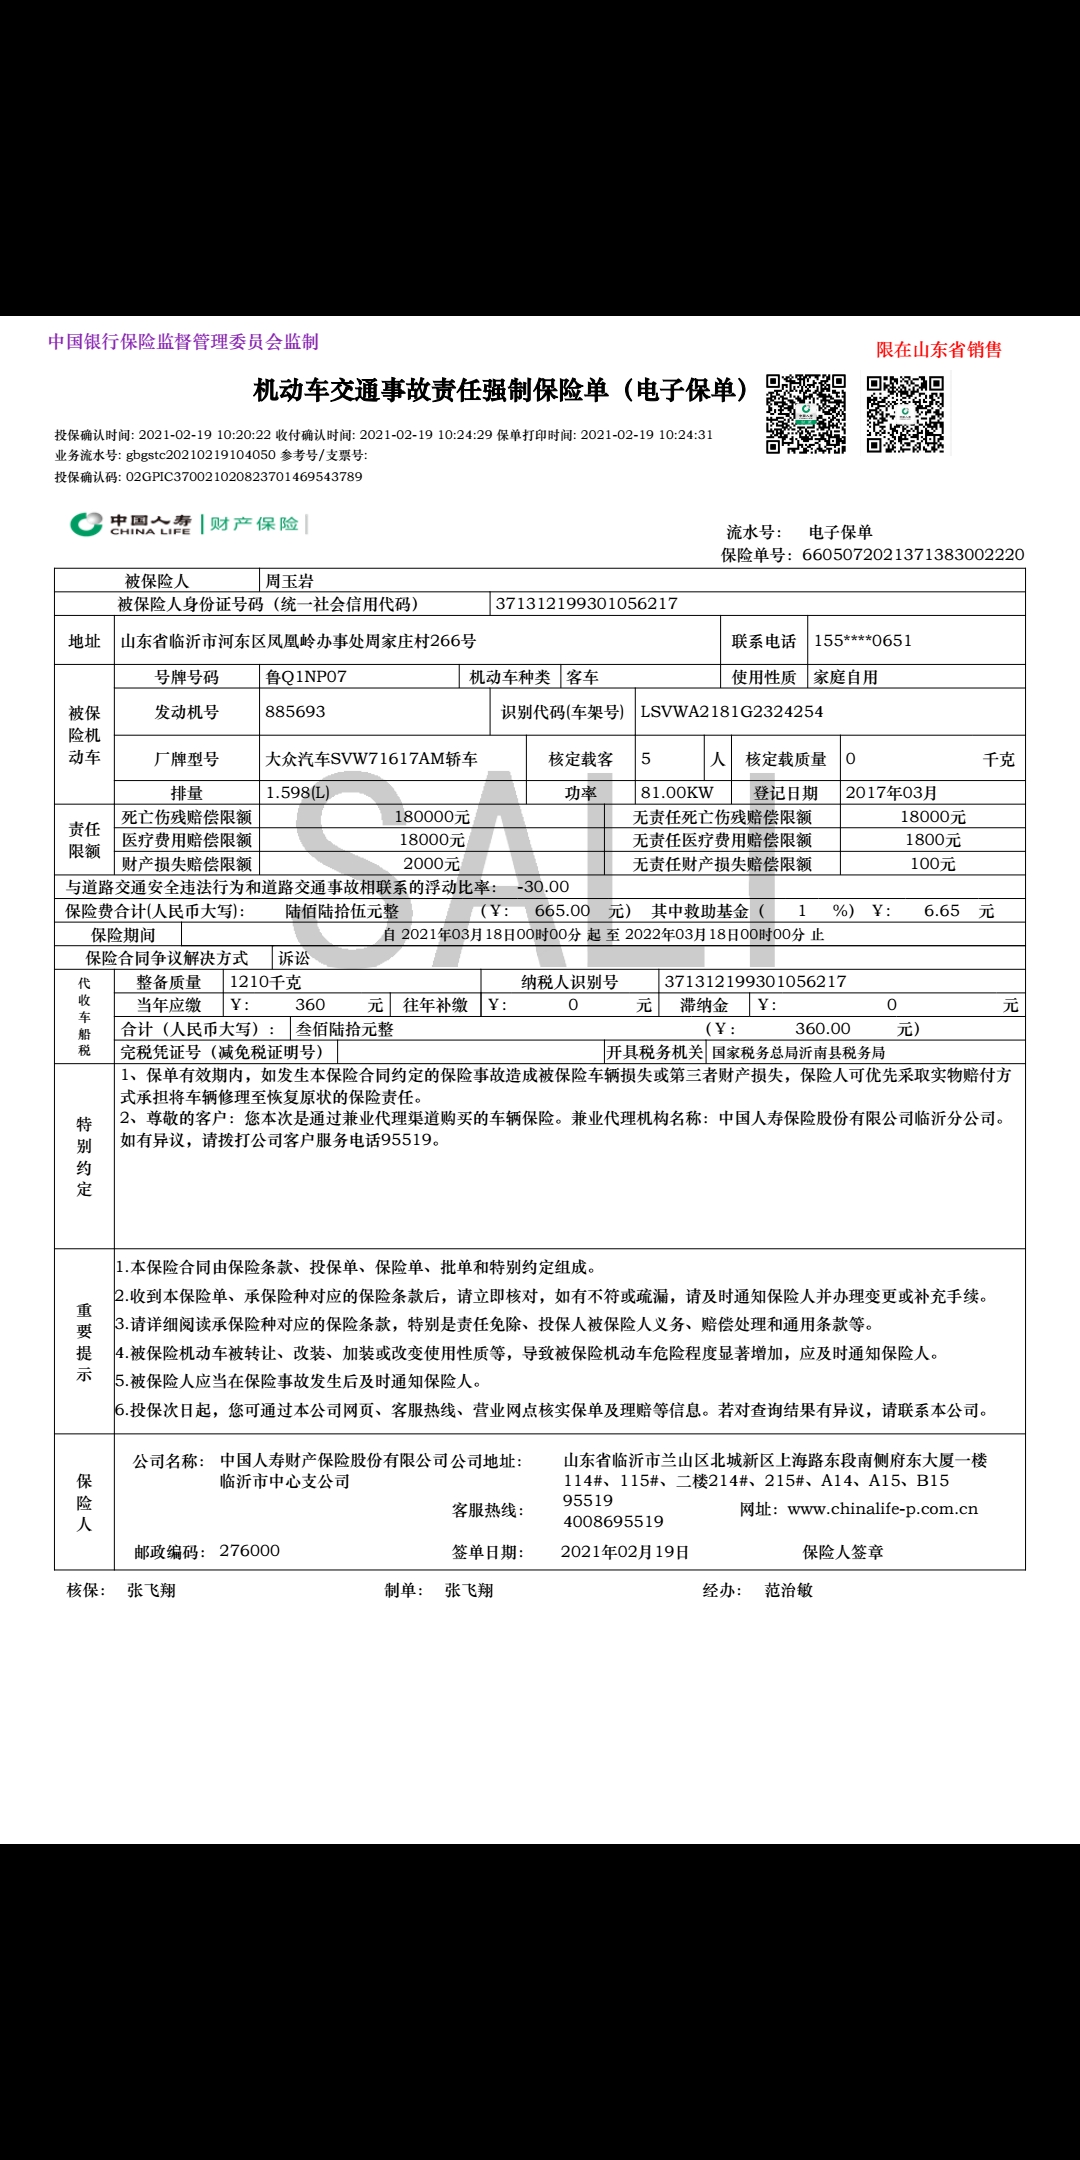 中国银行保险监督管理委员会监制
限在山东省销售
机动车交通事故责任强制保险单（电子保单）
投保确认时间: 2021-02-19 10:20:22 收付确认时间: 2021-02-19 10:24:29 保单打印时间: 2021-02-19 10:24:31
业务流水号: gbgstc20210219104050 参考号/支票号:
投保确认码: 02GPIC370021020823701469543789
中国人寿 CHINA LIFE 财产保险
流水号： 电子保单
保险单号：6605072021371383002220
被保险人 周玉岩
被保险人身份证号码（统一社会信用代码） 371312199301056217
地址 山东省临沂市河东区凤凰岭办事处周家庄村266号 联系电话 155****0651
被保险机动车
号牌号码 鲁Q1NP07 机动车种类 客车 使用性质 家庭自用
发动机号 885693 识别代码(车架号) LSVWA2181G2324254
厂牌型号 大众汽车SVW71617AM轿车 核定载客 5 人 核定载质量 0 千克
排量 1.598(L) 功率 81.00KW 登记日期 2017年03月
责任限额
死亡伤残赔偿限额 180000元 无责任死亡伤残赔偿限额 18000元
医疗费用赔偿限额 18000元 无责任医疗费用赔偿限额 1800元
财产损失赔偿限额 2000元 无责任财产损失赔偿限额 100元
SALI
与道路交通安全违法行为和道路交通事故相联系的浮动比率： -30.00
保险费合计(人民币大写)： 陆佰陆拾伍元整 (￥： 665.00 元) 其中救助基金（ 1 %）￥： 6.65 元
保险期间 自 2021年03月18日00时00分 起 至 2022年03月18日00时00分 止
保险合同争议解决方式 诉讼
代收车船税
整备质量 1210千克 纳税人识别号 371312199301056217
当年应缴 ￥： 360 元 往年补缴 ￥： 0 元 滞纳金 ￥： 0 元
合计（人民币大写）： 叁佰陆拾元整 (￥： 360.00 元)
完税凭证号（减免税证明号） 开具税务机关 国家税务总局沂南县税务局
特别约定
1、保单有效期内，如发生本保险合同约定的保险事故造成被保险车辆损失或第三者财产损失，保险人可优先采取实物赔付方
式承担将车辆修理至恢复原状的保险责任。
2、尊敬的客户：您本次是通过兼业代理渠道购买的车辆保险。兼业代理机构名称：中国人寿保险股份有限公司临沂分公司。
如有异议，请拨打公司客户服务电话95519。
重要提示
1.本保险合同由保险条款、投保单、保险单、批单和特别约定组成。
2.收到本保险单、承保险种对应的保险条款后，请立即核对，如有不符或疏漏，请及时通知保险人并办理变更或补充手续。
3.请详细阅读承保险种对应的保险条款，特别是责任免除、投保人被保险人义务、赔偿处理和通用条款等。
4.被保险机动车被转让、改装、加装或改变使用性质等，导致被保险机动车危险程度显著增加，应及时通知保险人。
5.被保险人应当在保险事故发生后及时通知保险人。
6.投保次日起，您可通过本公司网页、客服热线、营业网点核实保单及理赔等信息。若对查询结果有异议，请联系本公司。
保险人
公司名称： 中国人寿财产保险股份有限公司 公司地址： 山东省临沂市兰山区北城新区上海路东段南侧府东大厦一楼
临沂市中心支公司 114#、115#、二楼214#、215#、A14、A15、B15
客服热线： 95519 网址：www.chinalife-p.com.cn
4008695519
邮政编码： 276000 签单日期： 2021年02月19日 保险人签章
核保： 张飞翔 制单： 张飞翔 经办： 范治敏